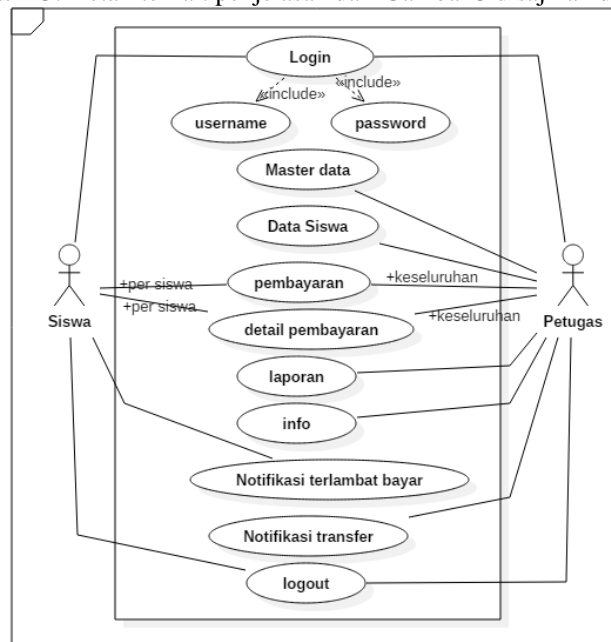 Login
«include»
«include»
username
password
Master data
Data Siswa
+per siswa
pembayaran
+keseluruhan
+per siswa
detail pembayaran
+keseluruhan
Siswa
Petugas
laporan
info
Notifikasi terlambat bayar
Notifikasi transfer
logout